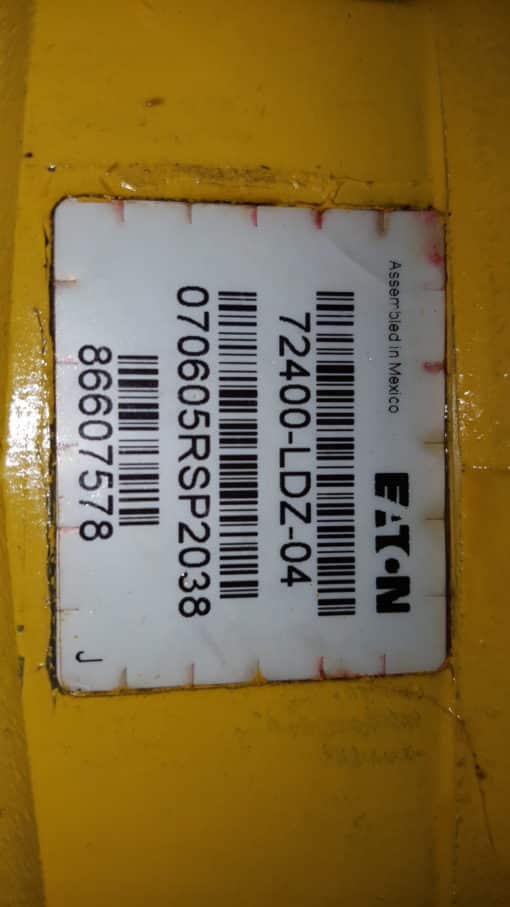 Assembled in Mexico
EATON
72400-LDZ-04
070605RSP2038
86607578
J